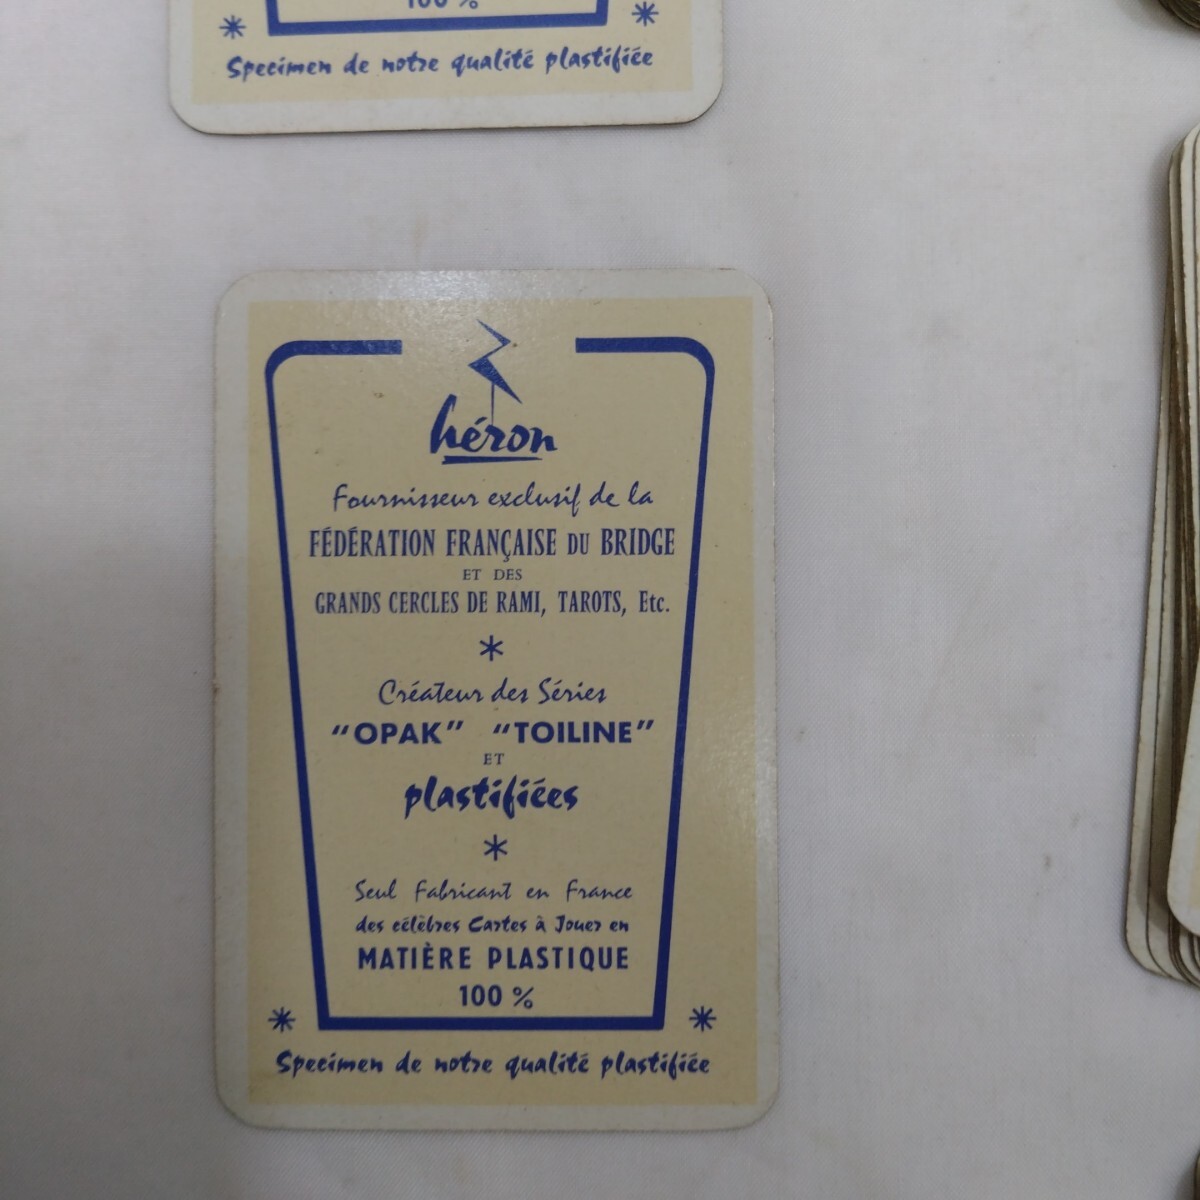 100 %
* *
Specimen de notre qualité plastifiée
héron
Fournisseur exclusif de la
FÉDÉRATION FRANÇAISE DU BRIDGE
ET DES
GRANDS CERCLES DE RAMI, TAROTS, Etc.
*
Créateur des Séries
"OPAK" "TOILINE"
ET
plastifiées
*
Seul Fabricant en France
des célèbres Cartes à Jouer en
MATIÈRE PLASTIQUE
100 %
* *
Specimen de notre qualité plastifiée